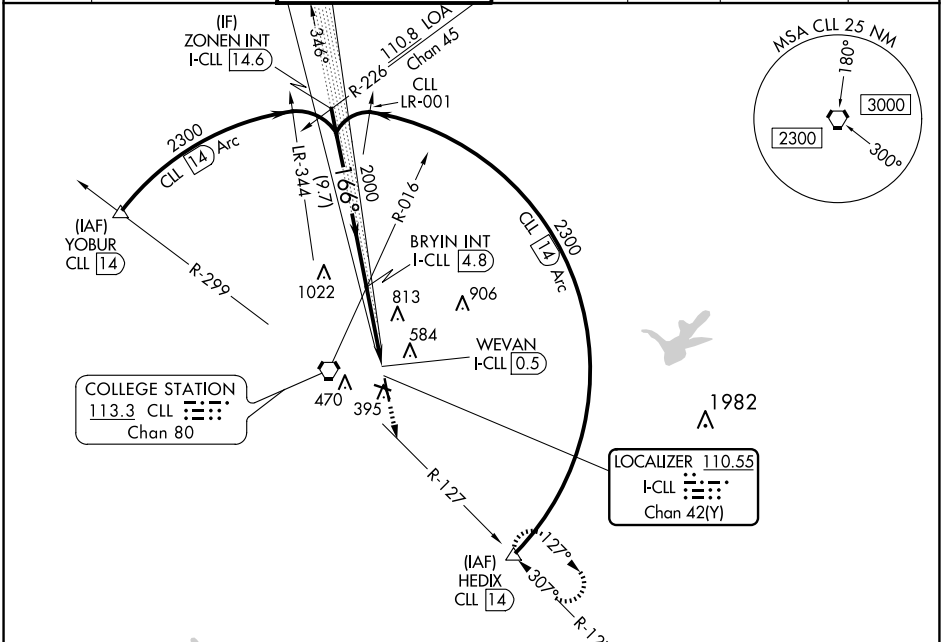 (IF)
ZONEN INT
I-CLL 14.6
346°
R-226 110.8 LOA
Chan 45
CLL
LR-001
MSA CLL 25 NM
180°
3000
2300
300°
2300
CLL 14 Arc
LR-344
(9.7)
166°
2000
R-016
2300
CLL 14 Arc
(IAF)
YOBUR
CLL 14
R-299
BRYIN INT
I-CLL 4.8
1022
813
906
584
WEVAN
I-CLL 0.5
COLLEGE STATION
113.3 CLL
Chan 80
470
395
1982
LOCALIZER 110.55
I-CLL
Chan 42(Y)
R-127
(IAF)
HEDIX
CLL 14
127°
307°